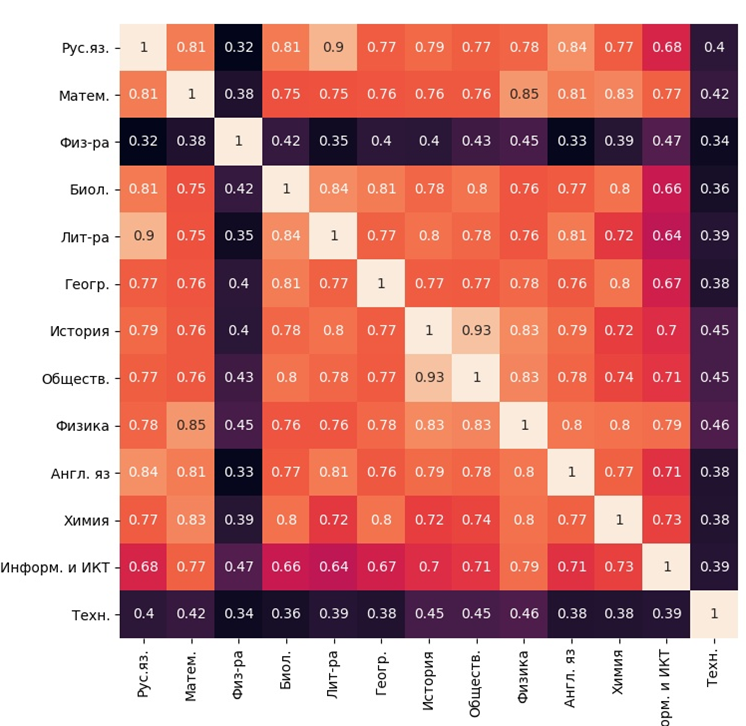 Рус.яз. 1 0.81 0.32 0.81 0.9 0.77 0.79 0.77 0.78 0.84 0.77 0.68 0.4
Матем. 0.81 1 0.38 0.75 0.75 0.76 0.76 0.76 0.85 0.81 0.83 0.77 0.42
Физ-ра 0.32 0.38 1 0.42 0.35 0.4 0.4 0.43 0.45 0.33 0.39 0.47 0.34
Биол. 0.81 0.75 0.42 1 0.84 0.81 0.78 0.8 0.76 0.77 0.8 0.66 0.36
Лит-ра 0.9 0.75 0.35 0.84 1 0.77 0.8 0.78 0.76 0.81 0.72 0.64 0.39
Геогр. 0.77 0.76 0.4 0.81 0.77 1 0.77 0.77 0.78 0.76 0.8 0.67 0.38
История 0.79 0.76 0.4 0.78 0.8 0.77 1 0.93 0.83 0.79 0.72 0.7 0.45
Обществ. 0.77 0.76 0.43 0.8 0.78 0.77 0.93 1 0.83 0.78 0.74 0.71 0.45
Физика 0.78 0.85 0.45 0.76 0.76 0.78 0.83 0.83 1 0.8 0.8 0.79 0.46
Англ. яз 0.84 0.81 0.33 0.77 0.81 0.76 0.79 0.78 0.8 1 0.77 0.71 0.38
Химия 0.77 0.83 0.39 0.8 0.72 0.8 0.72 0.74 0.8 0.77 1 0.73 0.38
Информ. и ИКТ 0.68 0.77 0.47 0.66 0.64 0.67 0.7 0.71 0.79 0.71 0.73 1 0.39
Техн. 0.4 0.42 0.34 0.36 0.39 0.38 0.45 0.45 0.46 0.38 0.38 0.39 1
Рус.яз. Матем. Физ-ра Биол. Лит-ра Геогр. История Обществ. Физика Англ. яз Химия орм. и ИКТ Техн.